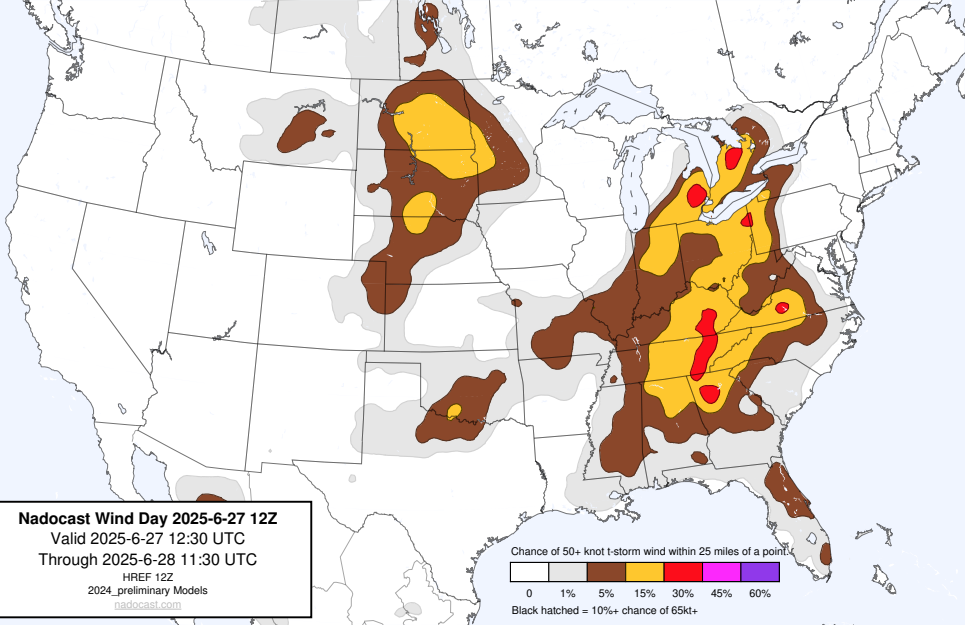 Nadocast Wind Day 2025-6-27 12Z
Valid 2025-6-27 12:30 UTC
Through 2025-6-28 11:30 UTC
HREF 12Z
2024_preliminary Models
nadocast.com
Chance of 50+ knot t-storm wind within 25 miles of a point.
0 1% 5% 15% 30% 45% 60%
Black hatched = 10%+ chance of 65kt+